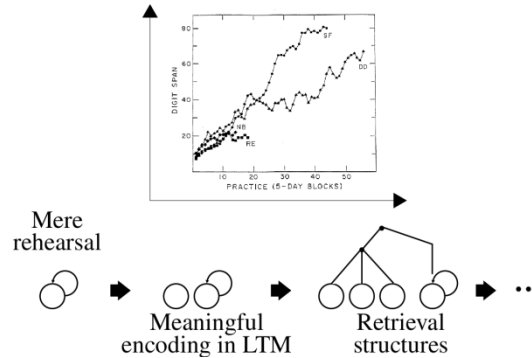 80
60
40
20
DIGIT SPAN
SF
DD
NB
RE
10 20 30 40 50
PRACTICE (5-DAY BLOCKS)
Mere
rehearsal
Meaningful
encoding in LTM
Retrieval
structures